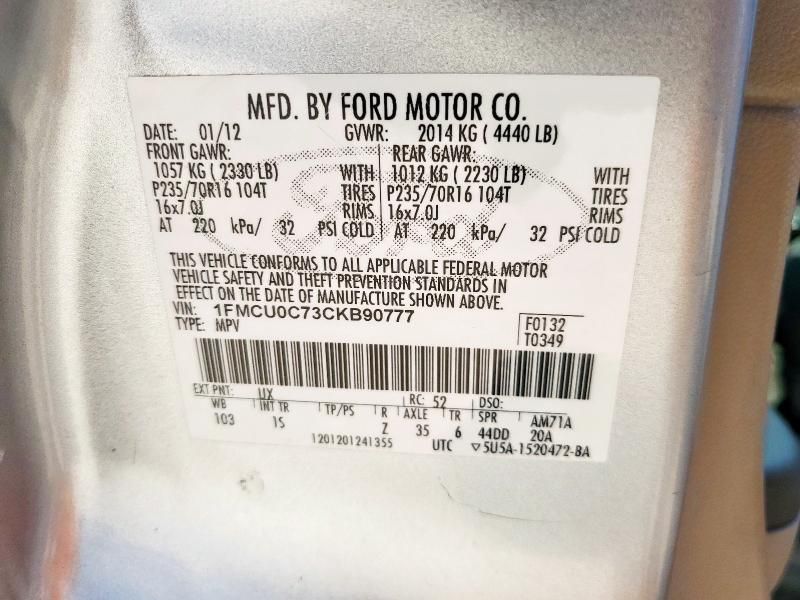 MFD. BY FORD MOTOR CO.
DATE: 01/12 GVWR: 2014 KG ( 4440 LB)
FRONT GAWR: REAR GAWR:
1057 KG ( 2330 LB) WITH 1012 KG ( 2230 LB) WITH
P235/70R16 104T TIRES P235/70R16 104T TIRES
16x7.0J RIMS 16x7.0J RIMS
AT 220 kPa/ 32 PSI COLD AT 220 kPa/ 32 PSI COLD
THIS VEHICLE CONFORMS TO ALL APPLICABLE FEDERAL MOTOR
VEHICLE SAFETY AND THEFT PREVENTION STANDARDS IN
EFFECT ON THE DATE OF MANUFACTURE SHOWN ABOVE.
VIN: 1FMCU0C73CKB90777
TYPE: MPV F0132
T0349
EXT PNT: UX RC: 52 DSO:
WB INT TR TP/PS R AXLE TR SPR AM71A
103 IS Z 35 6 44DD 20A
1201201241355 UTC ▽5U5A-1520472-BA